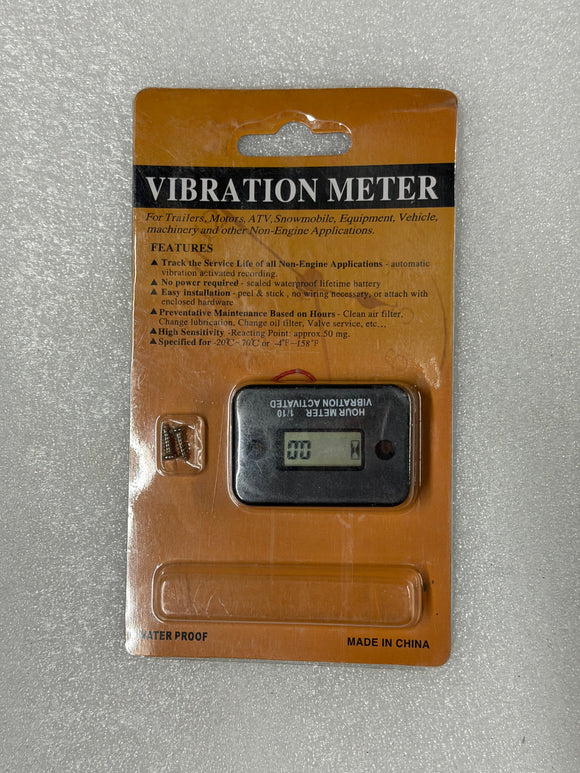 VIBRATION METER
For Trailers, Motors, ATV, Snowmobile, Equipment, Vehicle,
machinery and other Non-Engine Applications.
FEATURES
▲ Track the Service Life of all Non-Engine Applications - automatic
vibration activated recording.
▲ No power required - sealed waterproof lifetime battery
▲ Easy installation - peel & stick , no wiring necessary, or attach with
enclosed hardware
▲ Preventative Maintenance Based on Hours - Clean air filter,
Change lubrication, Change oil filter, Valve service, etc...
▲ High Sensitivity -Reacting Point: approx.50 mg.
▲ Specified for -20℃~70℃ or -4℉~158℉
HOUR METER 1/10
VIBRATION ACTIVATED
00
WATER PROOF
MADE IN CHINA